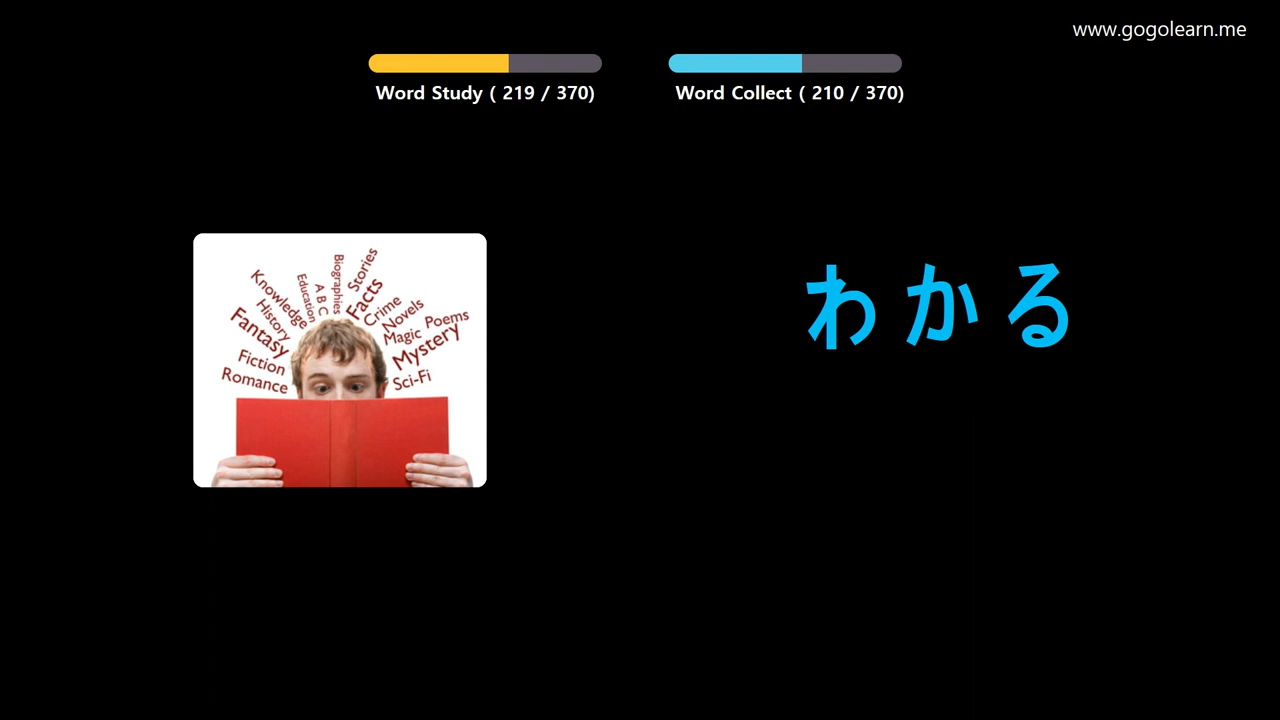 www.gogolearn.me
Word Study ( 219 / 370)
Word Collect ( 210 / 370)
Knowledge
History
Fantasy
Fiction
Romance
Education
A B C
Biographies
Stories
Facts
Crime
Novels
Magic
Poems
Mystery
Sci-Fi
わかる